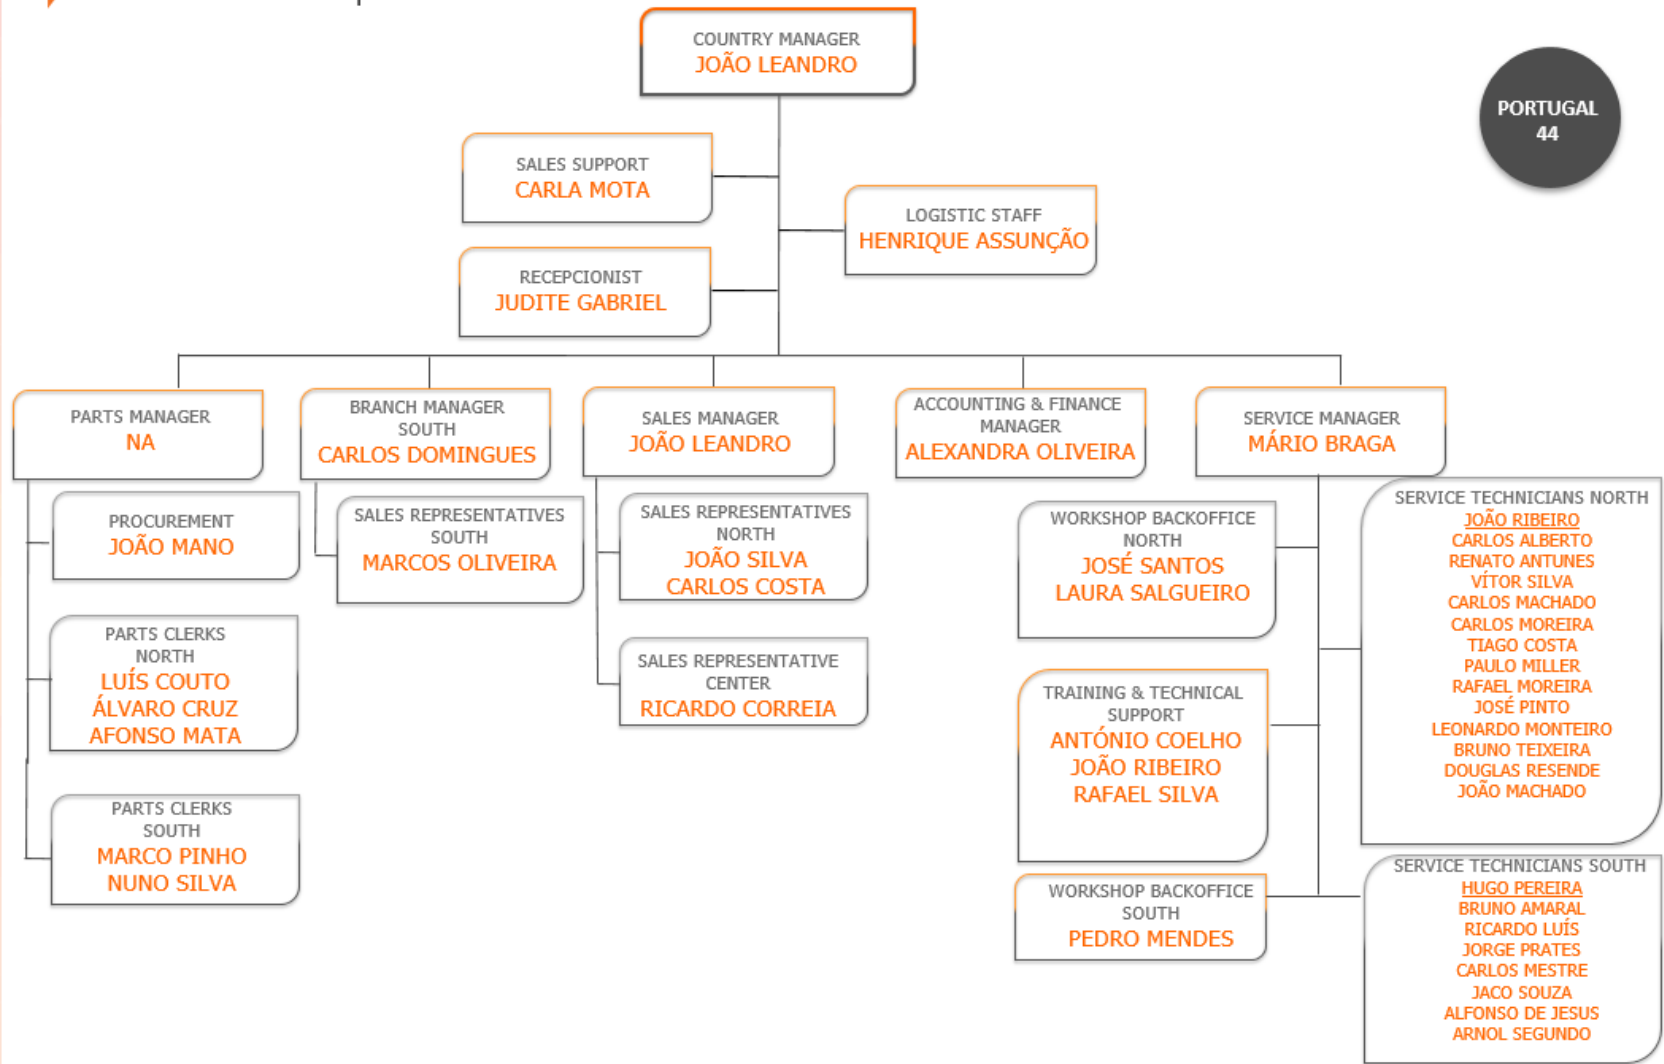 COUNTRY MANAGER
JOÃO LEANDRO
PORTUGAL
44
SALES SUPPORT
CARLA MOTA
LOGISTIC STAFF
HENRIQUE ASSUNÇÃO
RECEPCIONIST
JUDITE GABRIEL
PARTS MANAGER
NA
BRANCH MANAGER
SOUTH
CARLOS DOMINGUES
SALES MANAGER
JOÃO LEANDRO
ACCOUNTING & FINANCE
MANAGER
ALEXANDRA OLIVEIRA
SERVICE MANAGER
MÁRIO BRAGA
PROCUREMENT
JOÃO MANO
PARTS CLERKS
NORTH
LUÍS COUTO
ÁLVARO CRUZ
AFONSO MATA
PARTS CLERKS
SOUTH
MARCO PINHO
NUNO SILVA
SALES REPRESENTATIVES
SOUTH
MARCOS OLIVEIRA
SALES REPRESENTATIVES
NORTH
JOÃO SILVA
CARLOS COSTA
SALES REPRESENTATIVE
CENTER
RICARDO CORREIA
WORKSHOP BACKOFFICE
NORTH
JOSÉ SANTOS
LAURA SALGUEIRO
TRAINING & TECHNICAL
SUPPORT
ANTÓNIO COELHO
JOÃO RIBEIRO
RAFAEL SILVA
WORKSHOP BACKOFFICE
SOUTH
PEDRO MENDES
SERVICE TECHNICIANS NORTH
JOÃO RIBEIRO
CARLOS ALBERTO
RENATO ANTUNES
VÍTOR SILVA
CARLOS MACHADO
CARLOS MOREIRA
TIAGO COSTA
PAULO MILLER
RAFAEL MOREIRA
JOSÉ PINTO
LEONARDO MONTEIRO
BRUNO TEIXEIRA
DOUGLAS RESENDE
JOÃO MACHADO
SERVICE TECHNICIANS SOUTH
HUGO PEREIRA
BRUNO AMARAL
RICARDO LUÍS
JORGE PRATES
CARLOS MESTRE
JACO SOUZA
ALFONSO DE JESUS
ARNOL SEGUNDO